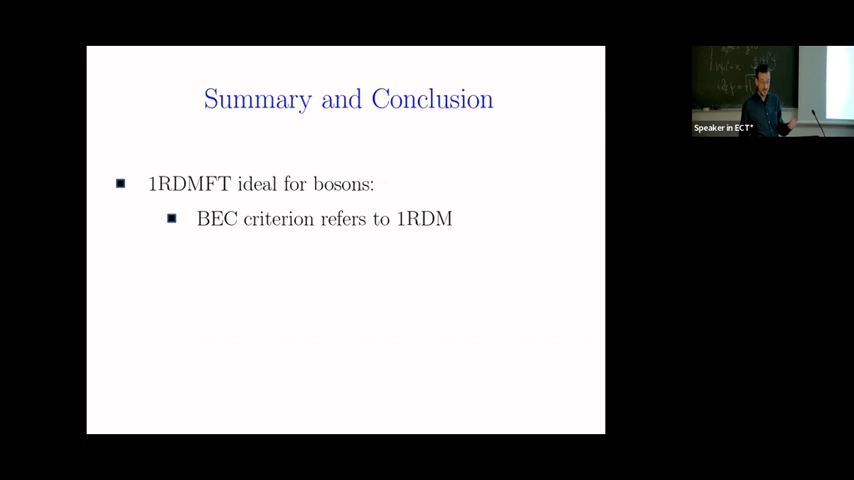 Summary and Conclusion
1RDMFT ideal for bosons:
BEC criterion refers to 1RDM
Speaker in ECT*